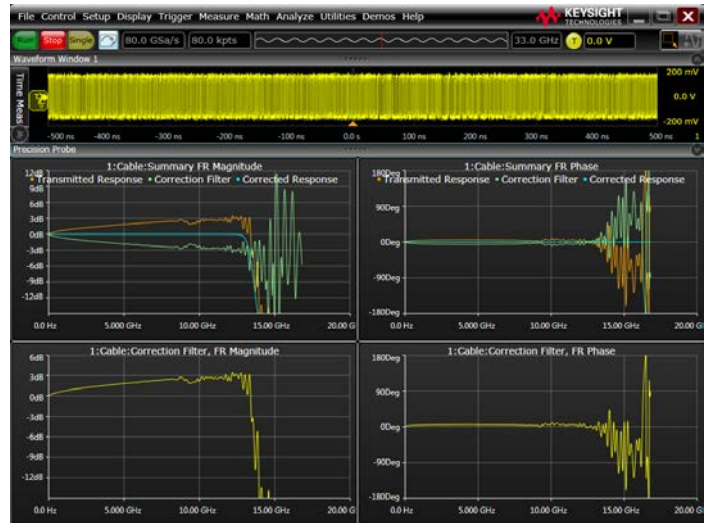 File Control Setup Display Trigger Measure Math Analyze Utilities Demos Help
KEYSIGHT
TECHNOLOGIES
Run Stop Single 80.0 GSa/s 80.0 kpts 33.0 GHz T 0.0 V
Waveform Window 1
Time Meas
200 mV
0.0 V
-200 mV
-500 ns -400 ns -300 ns -200 ns -100 ns 0.0 s 100 ns 200 ns 300 ns 400 ns 500 ns 1
Precision Probe
1:Cable:Summary FR Magnitude
Transmitted Response • Correction Filter • Corrected Response
12dB
9dB
6dB
3dB
0dB
-3dB
-6dB
-9dB
-12dB
0.0 Hz 5.000 GHz 10.00 GHz 15.00 GHz 20.00 G
1:Cable:Summary FR Phase
Transmitted Response • Correction Filter • Corrected Response
180Deg
90Deg
0Deg
-90Deg
-180Deg
0.0 Hz 5.000 GHz 10.00 GHz 15.00 GHz 20.00 G
1:Cable:Correction Filter, FR Magnitude
6dB
3dB
0dB
-3dB
-6dB
-9dB
-12dB
0.0 Hz 5.000 GHz 10.00 GHz 15.00 GHz 20.00 G
1:Cable:Correction Filter, FR Phase
180Deg
90Deg
0Deg
-90Deg
-180Deg
0.0 Hz 5.000 GHz 10.00 GHz 15.00 GHz 20.00 G